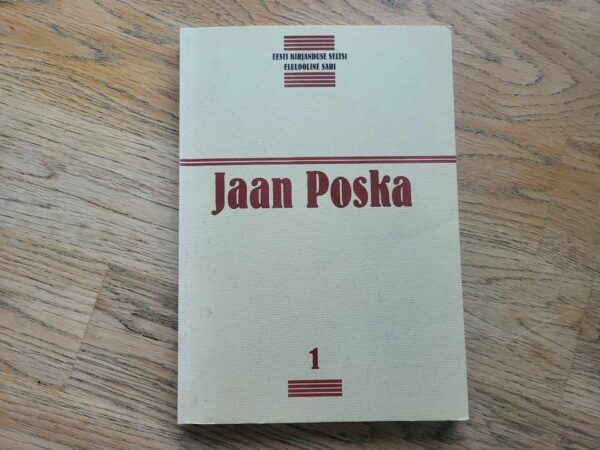 EESTI KIRJANDUSE SELTSI
ELULOOLINE SARI
Jaan Poska
1